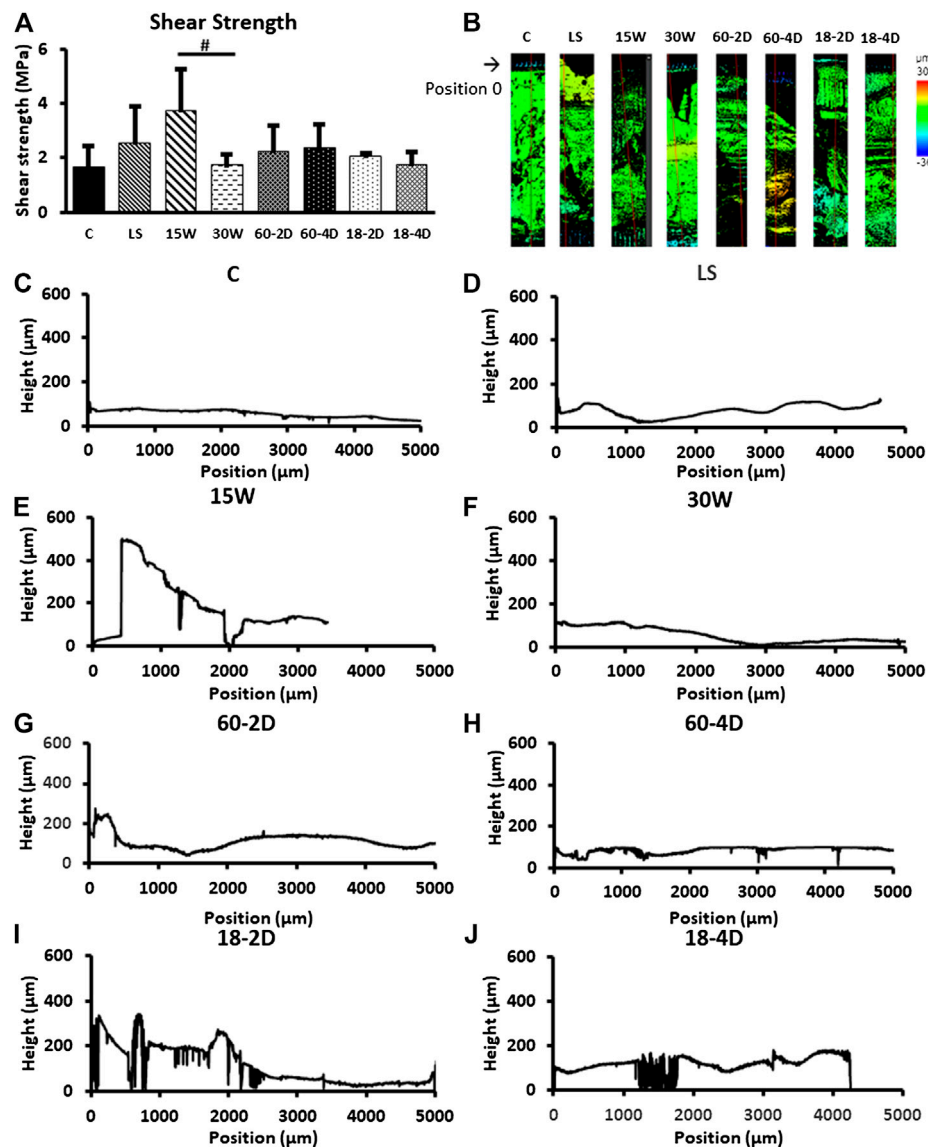 A
Shear Strength
#
Shear strength (MPa)
6
4
2
0
C LS 15W 30W 60-2D 60-4D 18-2D 18-4D
B
C LS 15W 30W 60-2D 60-4D 18-2D 18-4D
→
Position 0
µm
30
-30
C
C
Height (µm)
600
400
200
0
0 1000 2000 3000 4000 5000
Position (µm)
D
LS
Height (µm)
600
400
200
0
0 1000 2000 3000 4000 5000
Position (µm)
E
15W
Height (µm)
600
400
200
0
0 1000 2000 3000 4000 5000
Position (µm)
F
30W
Height (µm)
600
400
200
0
0 1000 2000 3000 4000 5000
Position (µm)
G
60-2D
Height (µm)
600
400
200
0
0 1000 2000 3000 4000 5000
Position (µm)
H
60-4D
Height (µm)
600
400
200
0
0 1000 2000 3000 4000 5000
Position (µm)
I
18-2D
Height (µm)
600
400
200
0
0 1000 2000 3000 4000 5000
Position (µm)
J
18-4D
Height (µm)
600
400
200
0
0 1000 2000 3000 4000 5000
Position (µm)